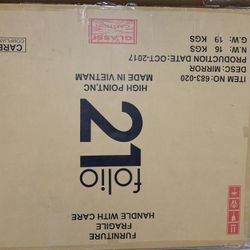 ITEM NO: 683-020
DESC: MIRROR
PRODUCTION DATE: OCT-2017
N.W: 16 KGS
G.W: 19 KGS
HIGH POINT, NC
MADE IN VIETNAM
21
folio
FURNITURE
FRAGILE
HANDLE WITH CARE
GLASS